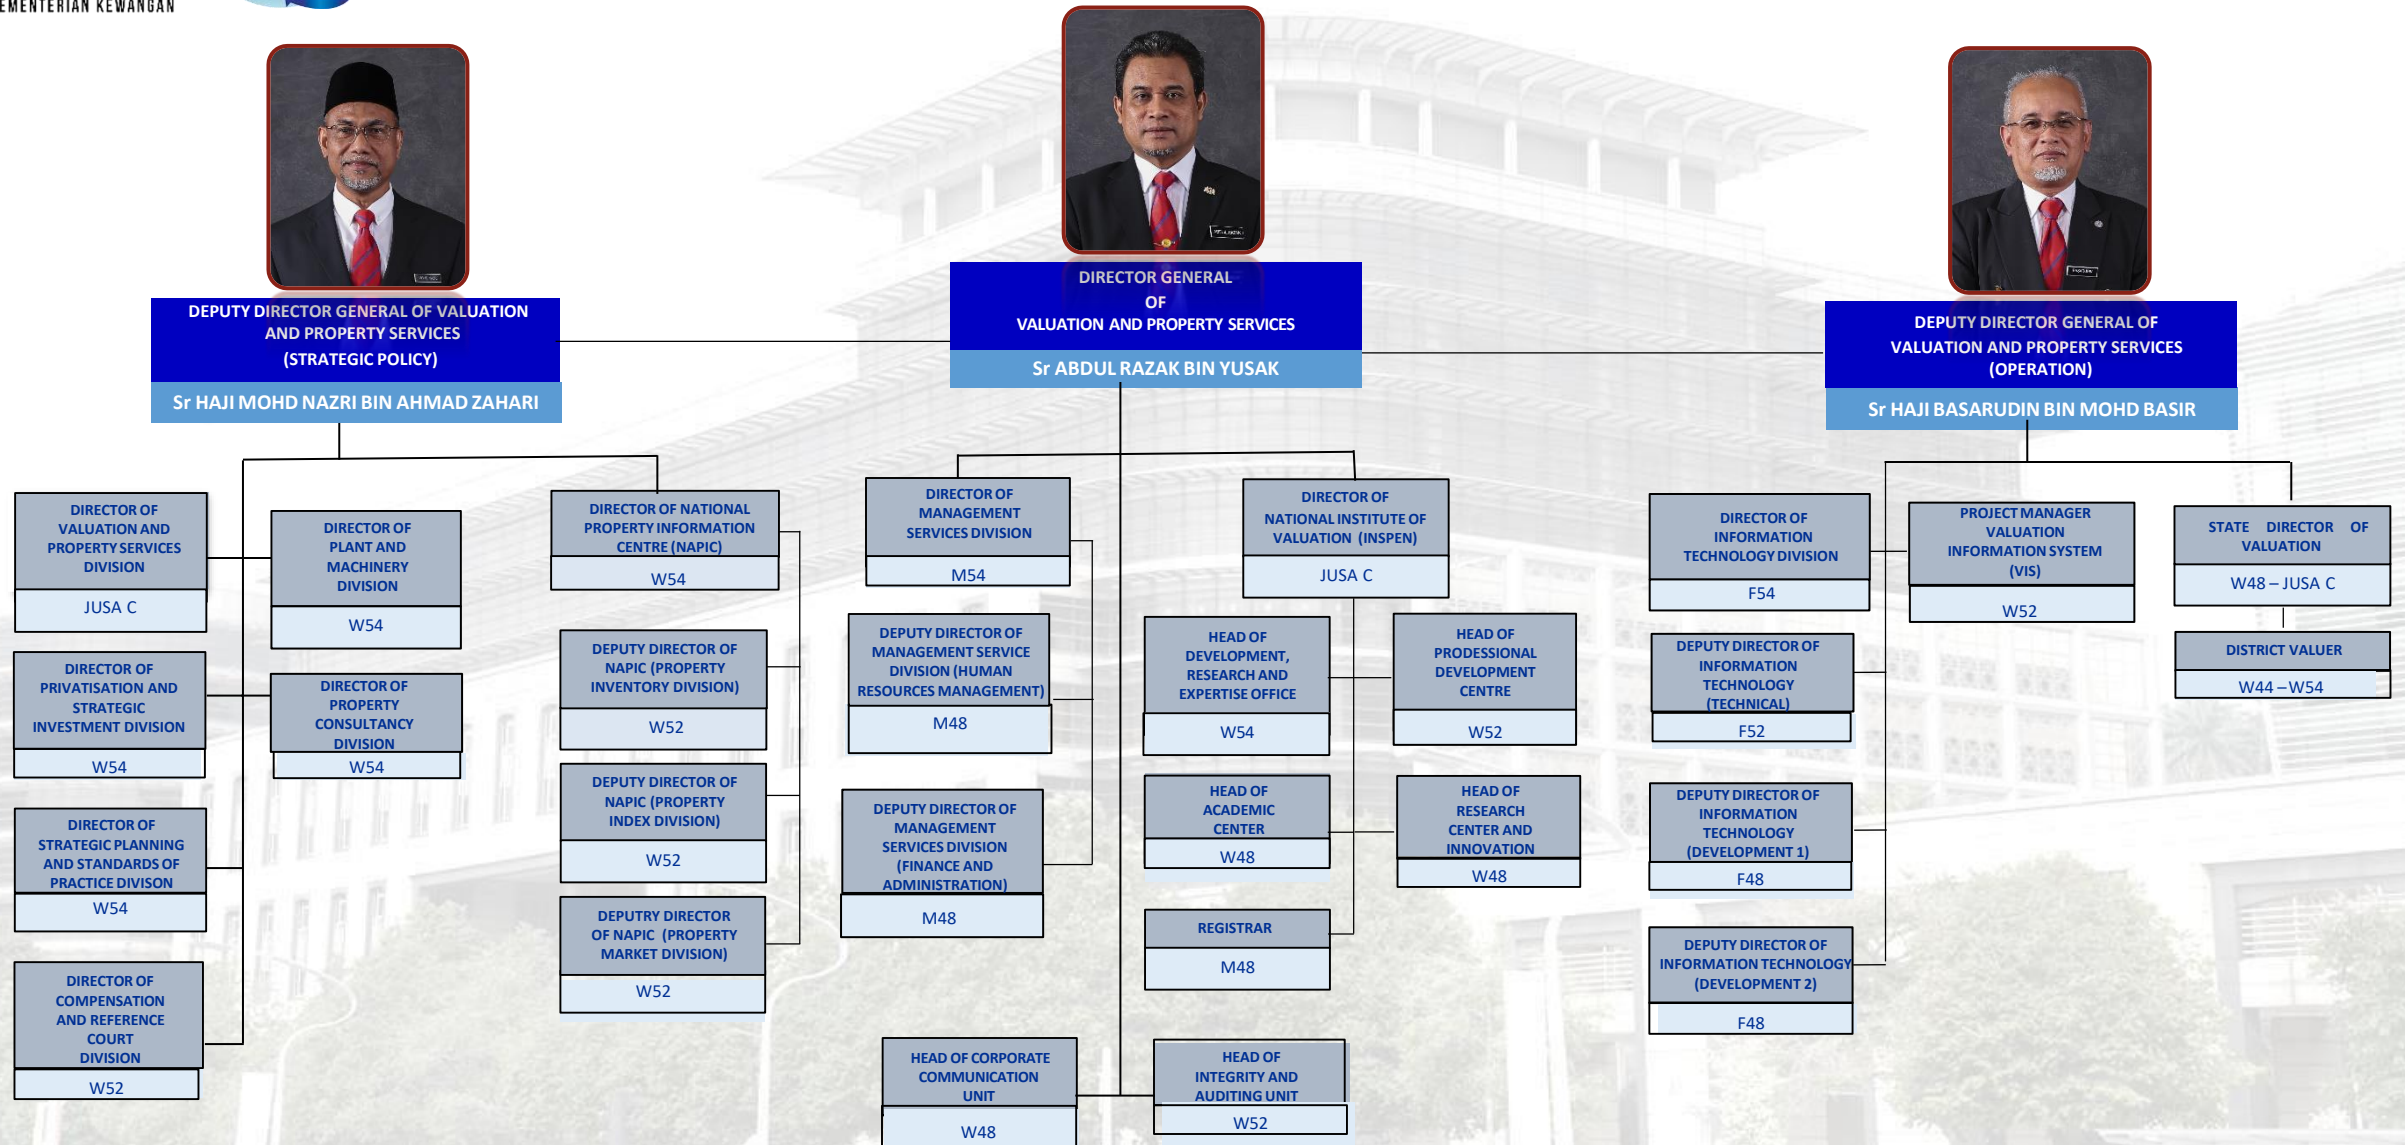 EMENTERIAN KEWANGAN
DIRECTOR GENERAL
OF
VALUATION AND PROPERTY SERVICES
Sr ABDUL RAZAK BIN YUSAK
DEPUTY DIRECTOR GENERAL OF VALUATION
AND PROPERTY SERVICES
(STRATEGIC POLICY)
Sr HAJI MOHD NAZRI BIN AHMAD ZAHARI
DEPUTY DIRECTOR GENERAL OF
VALUATION AND PROPERTY SERVICES
(OPERATION)
Sr HAJI BASARUDIN BIN MOHD BASIR
DIRECTOR OF
VALUATION AND
PROPERTY SERVICES
DIVISION
JUSA C
DIRECTOR OF
PLANT AND
MACHINERY
DIVISION
W54
DIRECTOR OF
PRIVATISATION AND
STRATEGIC
INVESTMENT DIVISION
W54
DIRECTOR OF
PROPERTY
CONSULTANCY
DIVISION
W54
DIRECTOR OF
STRATEGIC PLANNING
AND STANDARDS OF
PRACTICE DIVISON
W54
DIRECTOR OF
COMPENSATION
AND REFERENCE
COURT
DIVISION
W52
DIRECTOR OF NATIONAL
PROPERTY INFORMATION
CENTRE (NAPIC)
W54
DEPUTY DIRECTOR OF
NAPIC (PROPERTY
INVENTORY DIVISION)
W52
DEPUTY DIRECTOR OF
NAPIC (PROPERTY
INDEX DIVISION)
W52
DEPUTRY DIRECTOR
OF NAPIC (PROPERTY
MARKET DIVISION)
W52
DIRECTOR OF
MANAGEMENT
SERVICES DIVISION
M54
DEPUTY DIRECTOR OF
MANAGEMENT SERVICE
DIVISION (HUMAN
RESOURCES MANAGEMENT)
M48
DEPUTY DIRECTOR OF
MANAGEMENT
SERVICES DIVISION
(FINANCE AND
ADMINISTRATION)
M48
DIRECTOR OF
NATIONAL INSTITUTE OF
VALUATION (INSPEN)
JUSA C
HEAD OF
DEVELOPMENT,
RESEARCH AND
EXPERTISE OFFICE
W54
HEAD OF
PRODESSIONAL
DEVELOPMENT
CENTRE
W52
HEAD OF
ACADEMIC
CENTER
W48
HEAD OF
RESEARCH
CENTER AND
INNOVATION
W48
REGISTRAR
M48
HEAD OF CORPORATE
COMMUNICATION
UNIT
W48
HEAD OF
INTEGRITY AND
AUDITING UNIT
W52
DIRECTOR OF
INFORMATION
TECHNOLOGY DIVISION
F54
PROJECT MANAGER
VALUATION
INFORMATION SYSTEM
(VIS)
W52
DEPUTY DIRECTOR OF
INFORMATION
TECHNOLOGY
(TECHNICAL)
F52
DEPUTY DIRECTOR OF
INFORMATION
TECHNOLOGY
(DEVELOPMENT 1)
F48
DEPUTY DIRECTOR OF
INFORMATION TECHNOLOGY
(DEVELOPMENT 2)
F48
STATE DIRECTOR OF
VALUATION
W48 – JUSA C
DISTRICT VALUER
W44 – W54